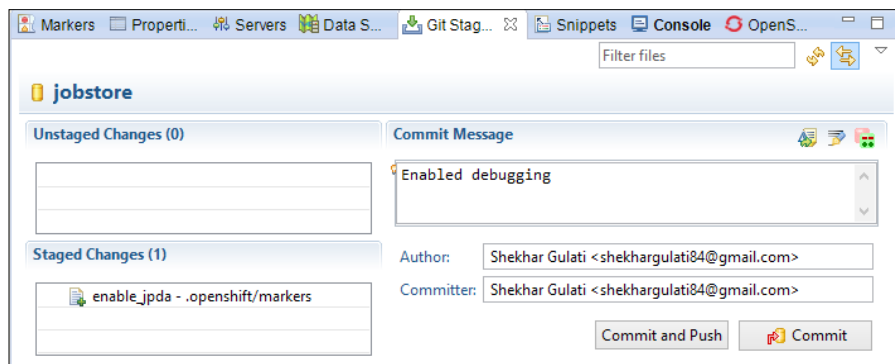 Markers Properti... Servers Data S... Git Stag... Snippets Console OpenS...
Filter files
jobstore
Unstaged Changes (0)
Commit Message
Enabled debugging
Staged Changes (1)
enable_jpda - .openshift/markers
Author: Shekhar Gulati <shekhargulati84@gmail.com>
Committer: Shekhar Gulati <shekhargulati84@gmail.com>
Commit and Push Commit